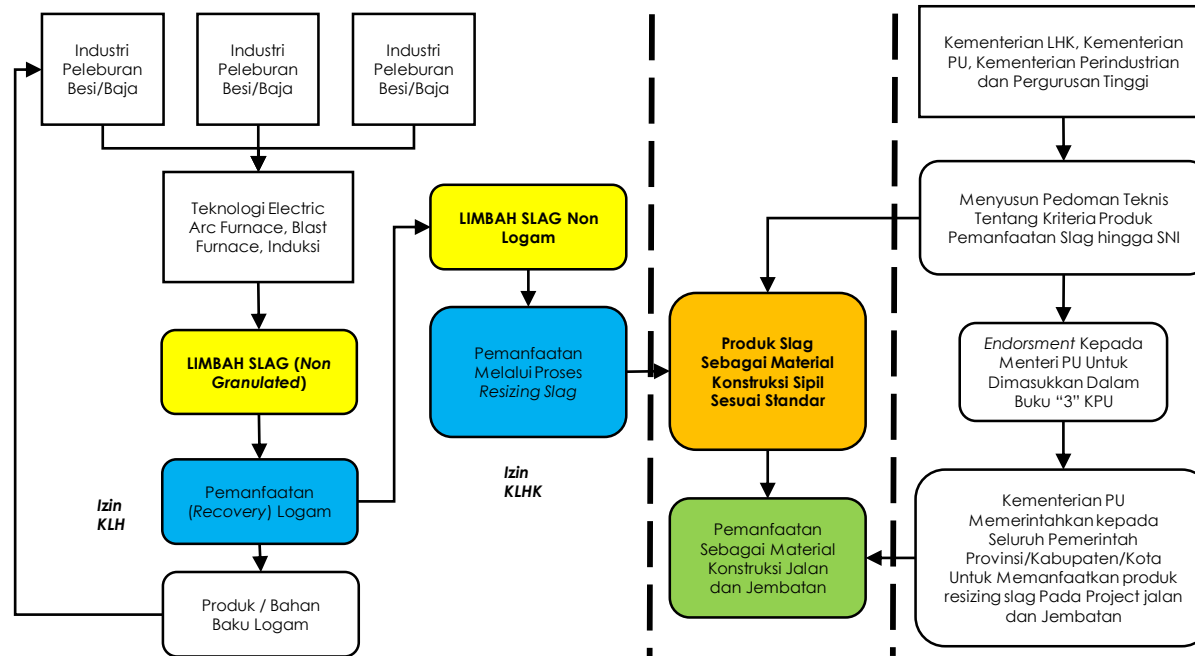 Industri
Peleburan
Besi/Baja
Industri
Peleburan
Besi/Baja
Industri
Peleburan
Besi/Baja
Teknologi Electric
Arc Furnace, Blast
Furnace, Induksi
LIMBAH SLAG (Non
Granulated)
Izin
KLH
Pemanfaatan
(Recovery) Logam
Produk / Bahan
Baku Logam
LIMBAH SLAG Non
Logam
Pemanfaatan
Melalui Proses
Resizing Slag
Izin
KLHK
Produk Slag
Sebagai Material
Konstruksi Sipil
Sesuai Standar
Pemanfaatan
Sebagai Material
Konstruksi Jalan
dan Jembatan
Kementerian LHK, Kementerian
PU, Kementerian Perindustrian
dan Pergurusan Tinggi
Menyusun Pedoman Teknis
Tentang Kriteria Produk
Pemanfaatan Slag hingga SNI
Endorsment Kepada
Menteri PU Untuk
Dimasukkan Dalam
Buku “3” KPU
Kementerian PU
Memerintahkan kepada
Seluruh Pemerintah
Provinsi/Kabupaten/Kota
Untuk Memanfaatkan produk
resizing slag Pada Project jalan
dan Jembatan